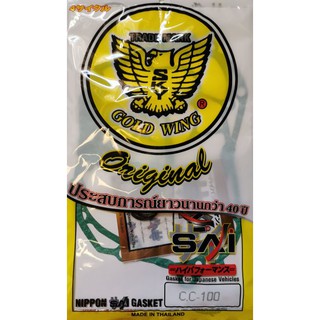 TRADE MARK
GOLD WING
®
Original
ประสบการณ์ยาวนานกว่า 40 ปี
SAI
ハイパフォーマンス
Gasket for Japanese Vehicles
C.C-100
NIPPON SAI GASKET
MADE IN THAILAND